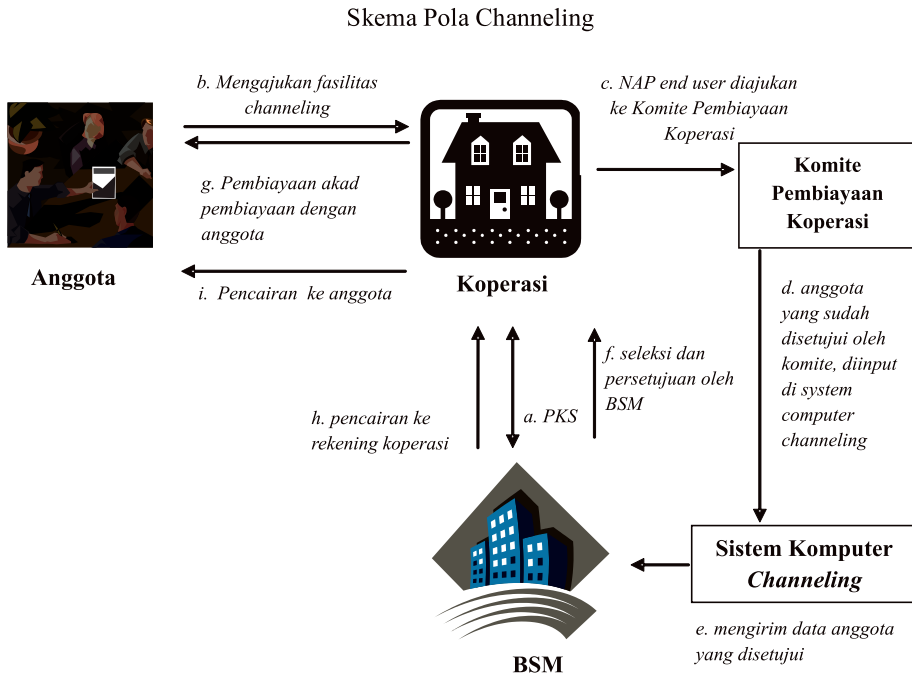 Skema Pola Channeling
b. Mengajukan fasilitas
channeling
c. NAP end user diajukan
ke Komite Pembiayaan
Koperasi
Komite
Pembiayaan
Koperasi
g. Pembiayaan akad
pembiayaan dengan
anggota
Anggota
i. Pencairan ke anggota
Koperasi
d. anggota
yang sudah
disetujui oleh
komite, diinput
di system
computer
channeling
f. seleksi dan
persetujuan oleh
BSM
h. pencairan ke
rekening koperasi
a. PKS
Sistem Komputer
Channeling
e. mengirim data anggota
yang disetujui
BSM